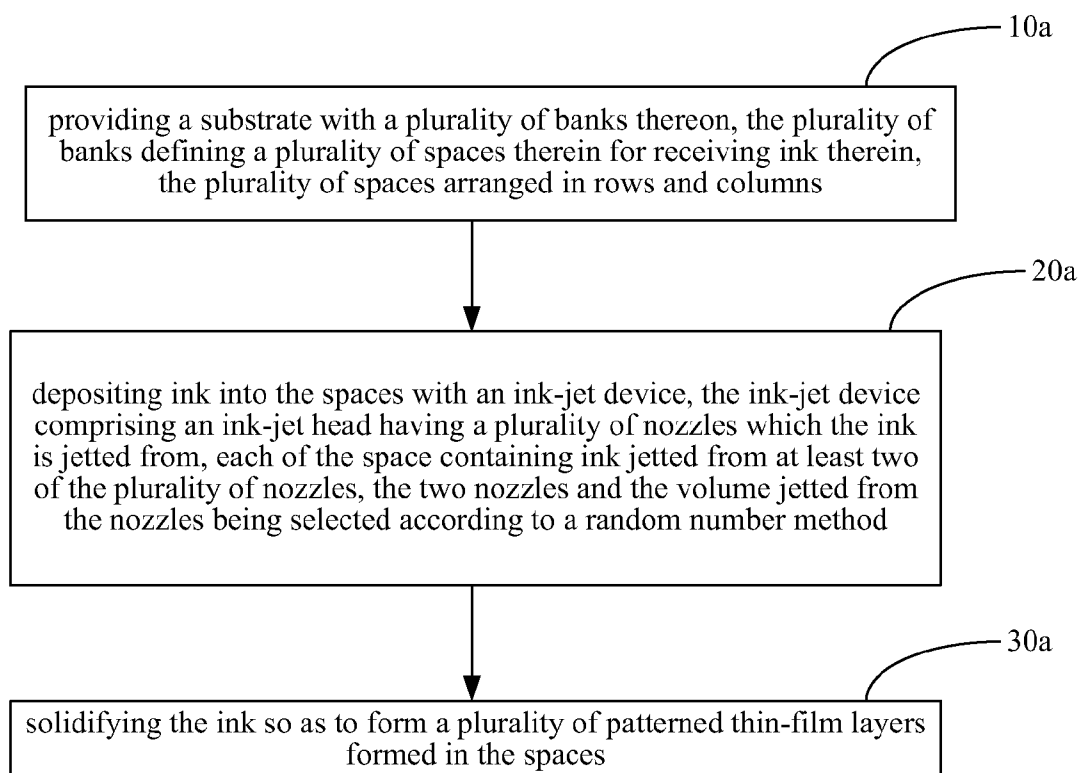 10a
providing a substrate with a plurality of banks thereon, the plurality of
banks defining a plurality of spaces therein for receiving ink therein,
the plurality of spaces arranged in rows and columns
20a
depositing ink into the spaces with an ink-jet device, the ink-jet device
comprising an ink-jet head having a plurality of nozzles which the ink
is jetted from, each of the space containing ink jetted from at least two
of the plurality of nozzles, the two nozzles and the volume jetted from
the nozzles being selected according to a random number method
30a
solidifying the ink so as to form a plurality of patterned thin-film layers
formed in the spaces